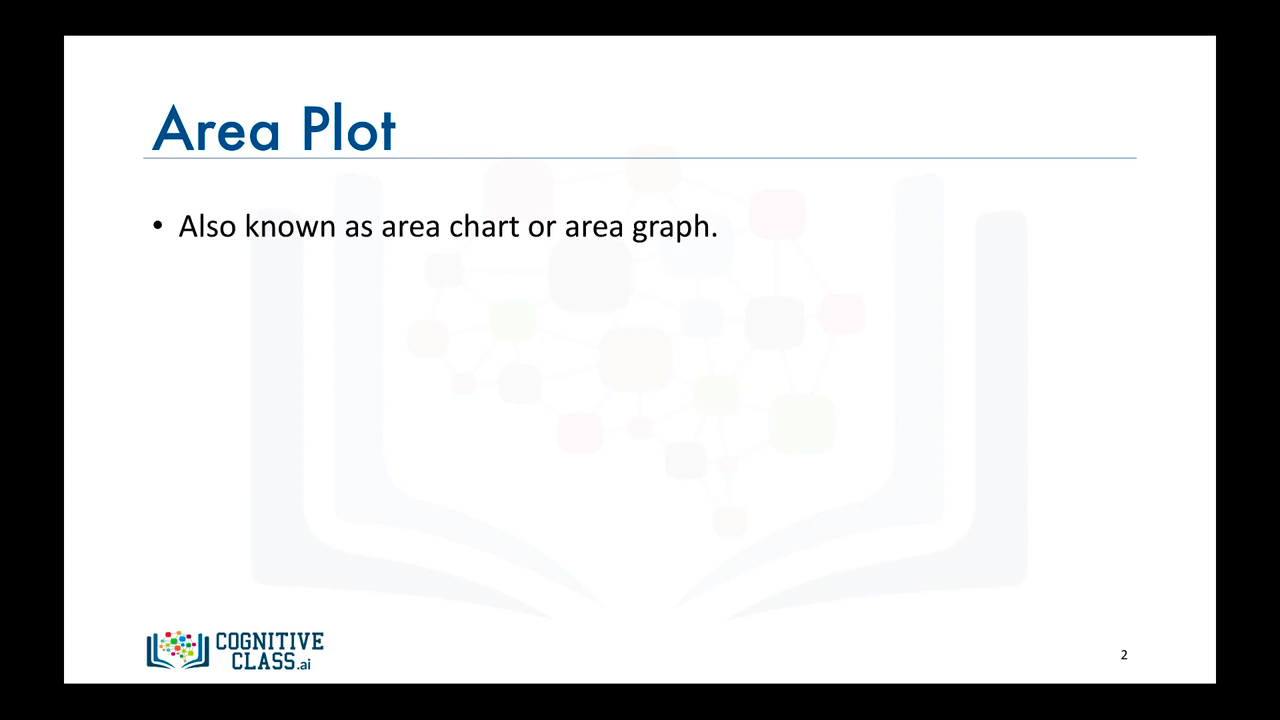 Area Plot
• Also known as area chart or area graph.
COGNITIVE
CLASS.ai
2